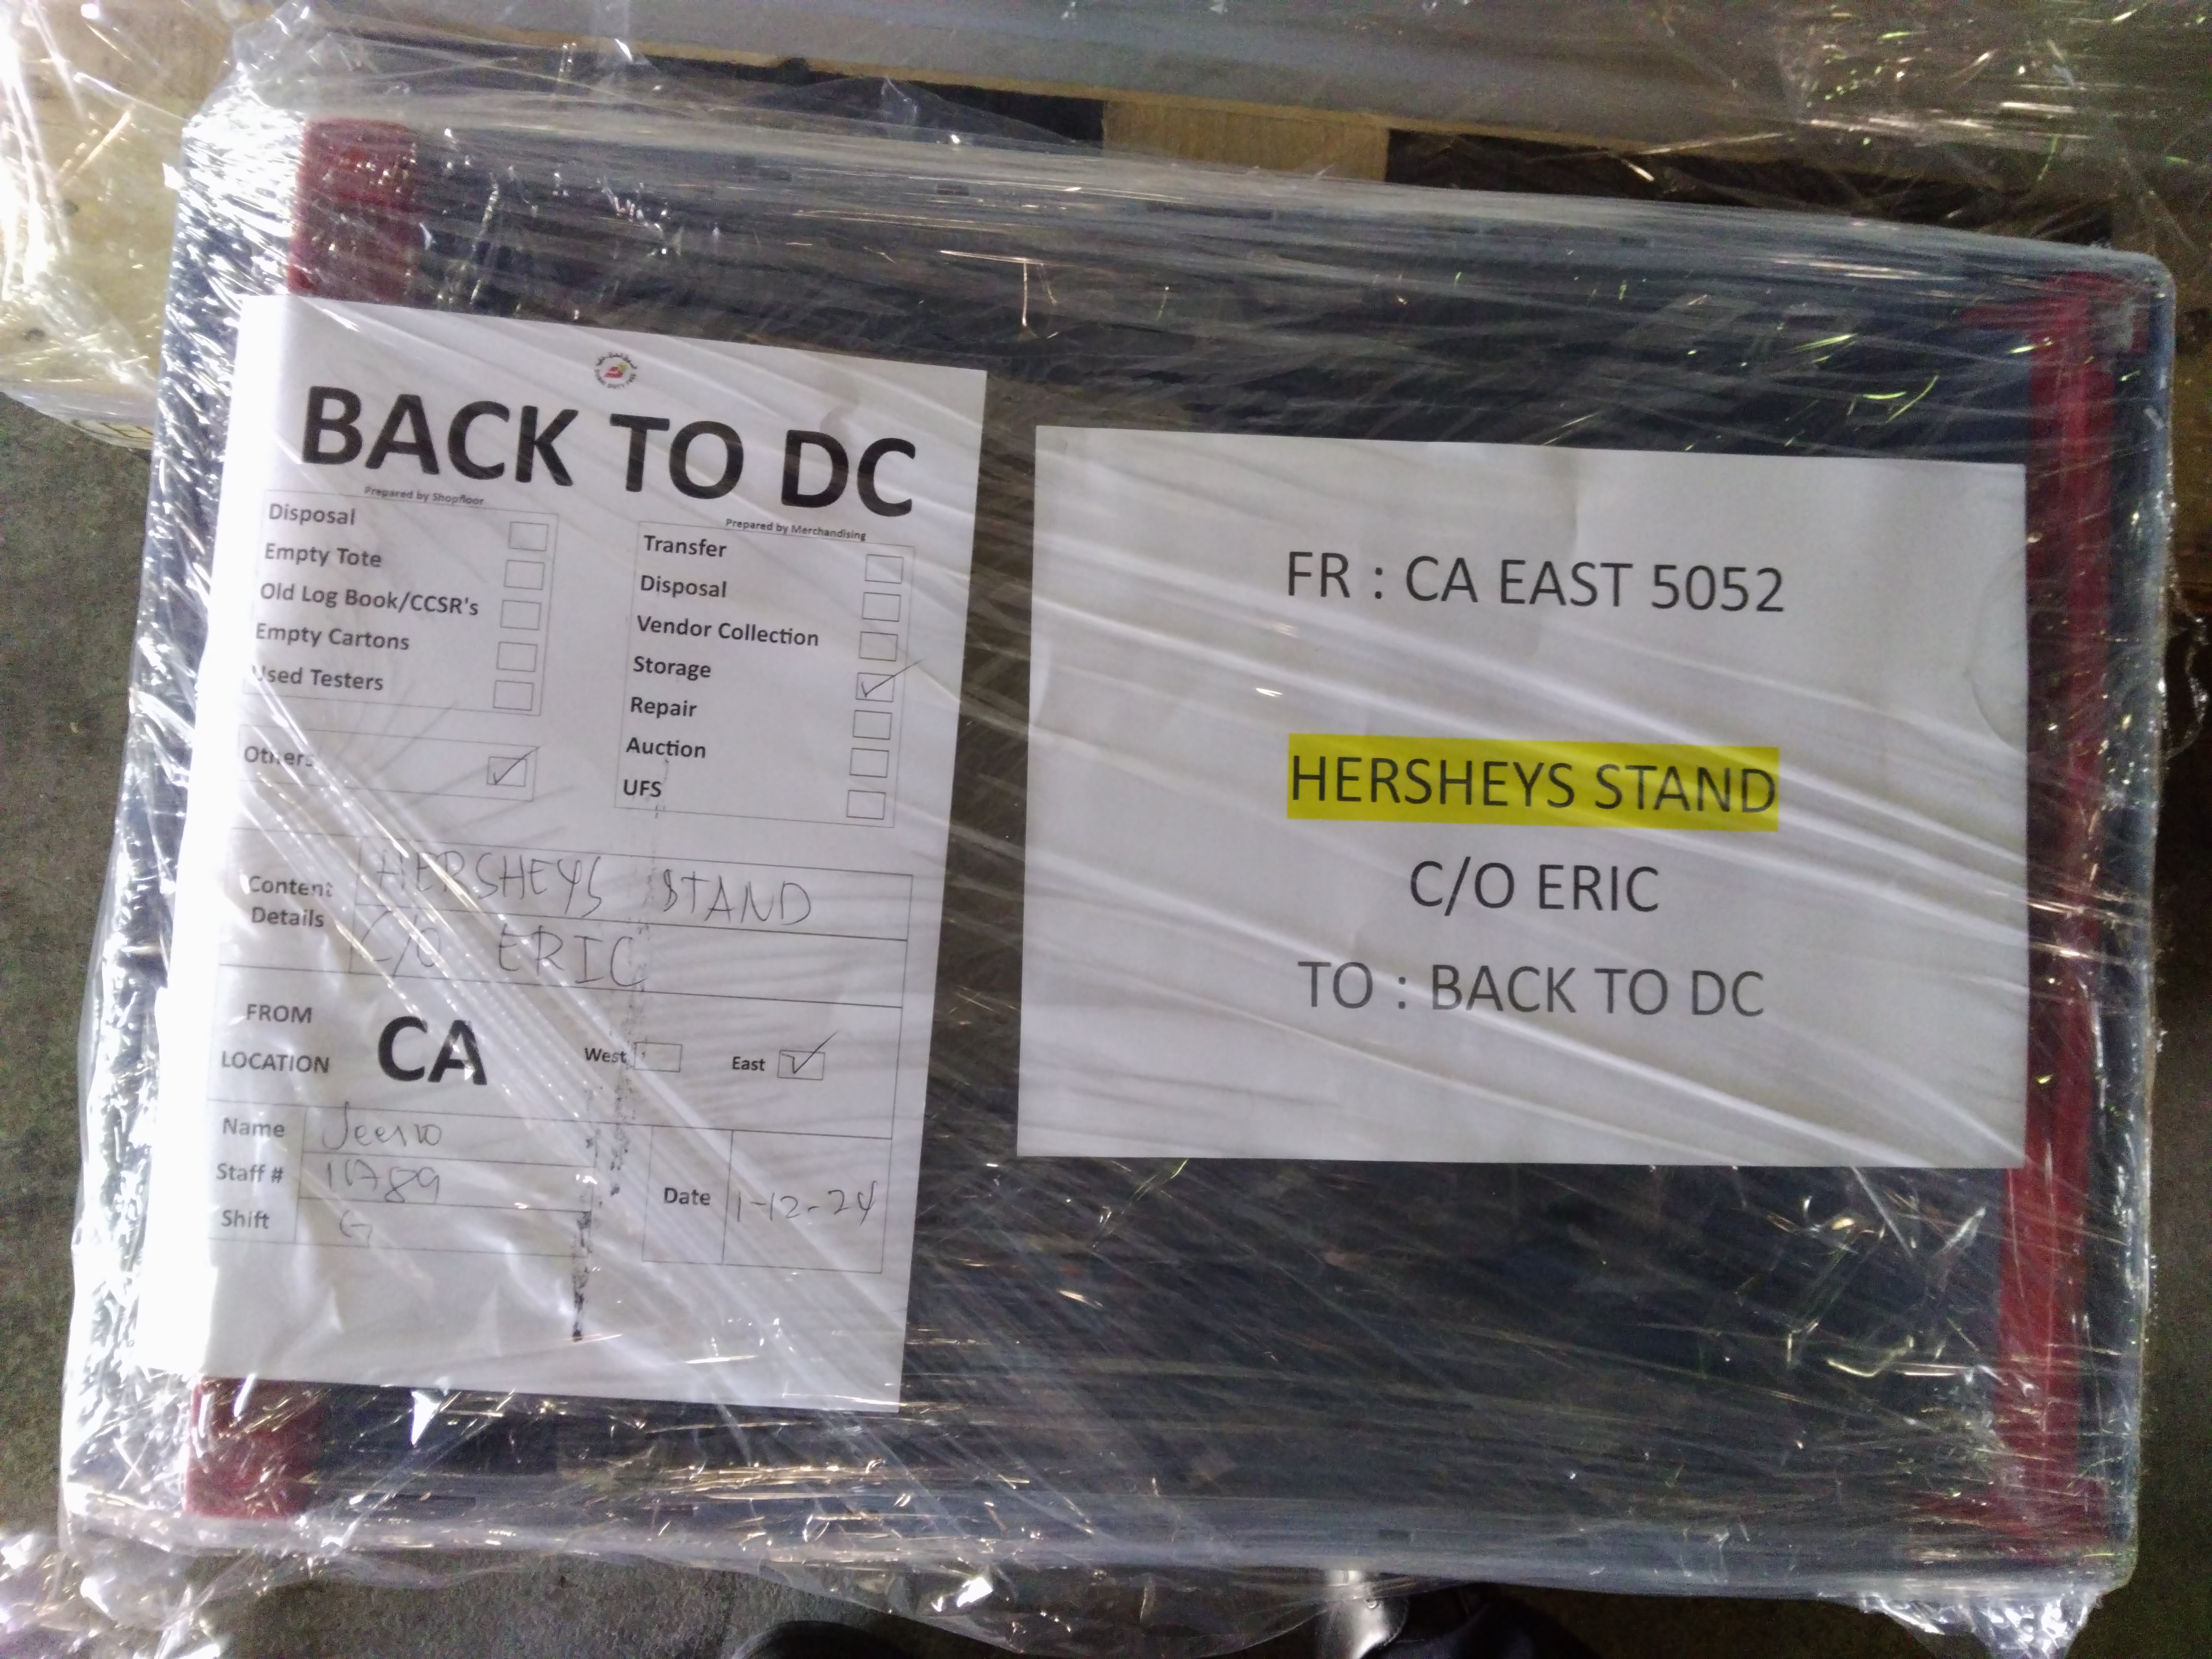 BACK TO DC
Prepared by Shopfloor
Disposal
Empty Tote
Old Log Book/CCSR's
Empty Cartons
Used Testers
Others
Prepared by Merchandising
Transfer
Disposal
Vendor Collection
Storage
Repair
Auction
UFS
Content Details
HERSHEYS STAND
C/O ERIC
FROM
LOCATION
CA
West
East
Name
Staff #
Shift G
Date 1-12-24
FR : CA EAST 5052
HERSHEYS STAND
C/O ERIC
TO : BACK TO DC